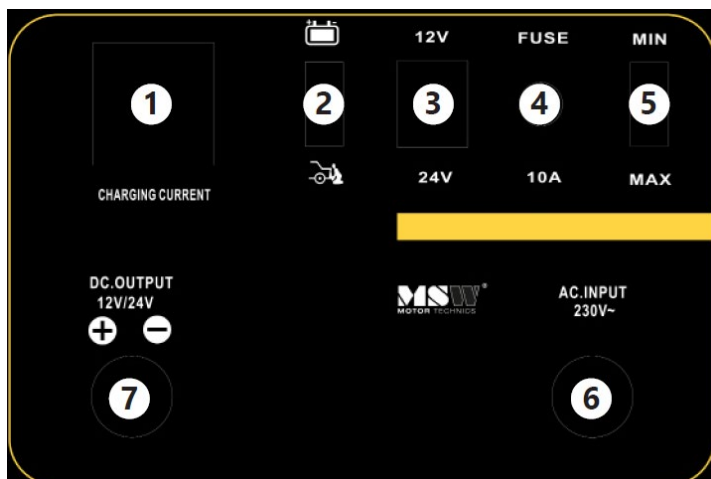 12V FUSE MIN
1 2 3 4 5
24V 10A MAX
CHARGING CURRENT
DC.OUTPUT
12V/24V
MSW®
MOTOR TECHNICS
AC.INPUT
230V~
7 6